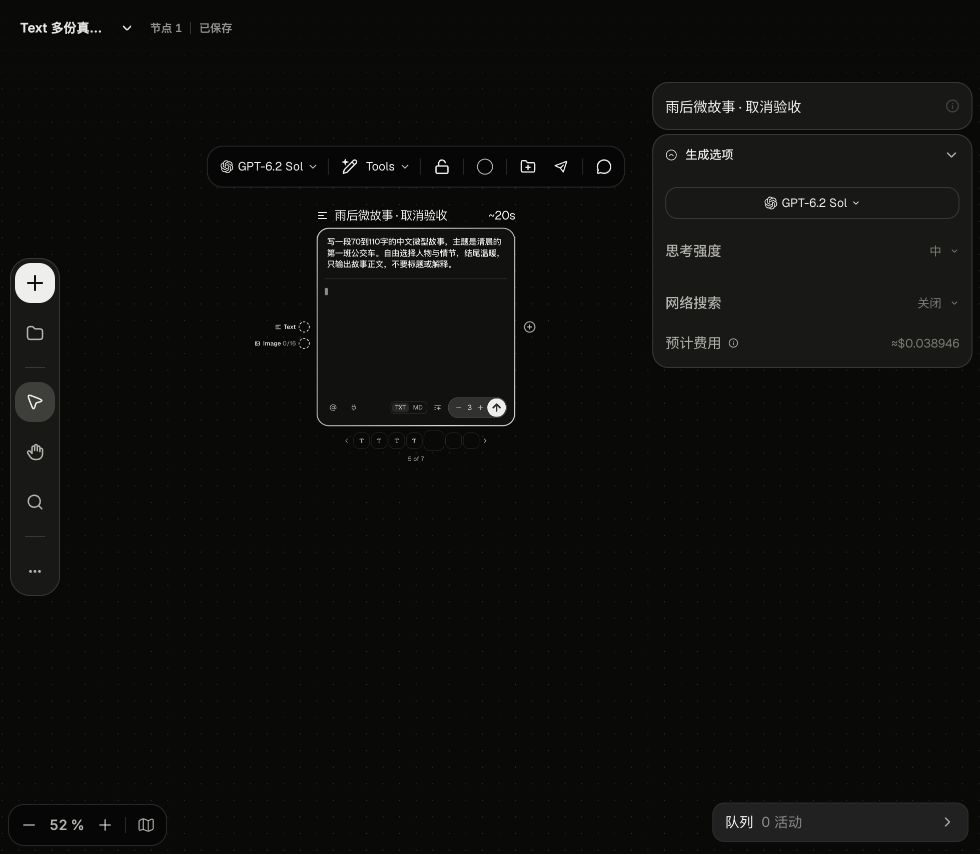 Text 多份真...
节点 1
已保存
雨后微故事 · 取消验收
生成选项
GPT-6.2 Sol
思考强度
中
网络搜索
关闭
预计费用
≈$0.038946
GPT-6.2 Sol
Tools
雨后微故事 · 取消验收
~20s
写一段70到110字的中文微型故事，主题是清晨的
第一班公交车。自由选择人物与情节，结尾温暖，
只输出故事正文，不要标题或解释。
Text
Image 0/16
@
TXT
MD
3
T
T
T
T
5 of 7
52 %
队列 0 活动